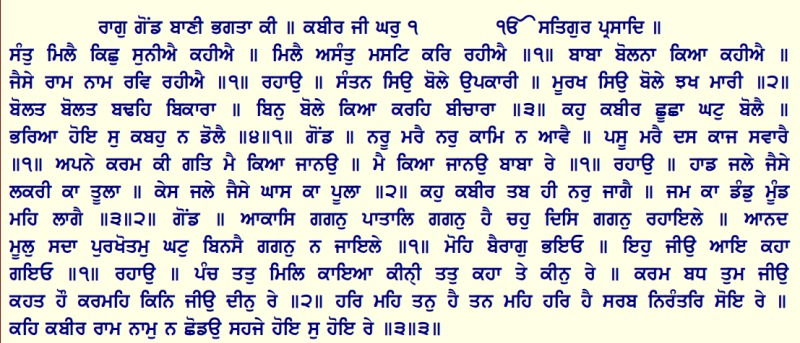 ਰਾਗੁ ਗੋਂਡ ਬਾਣੀ ਭਗਤਾ ਕੀ ॥ ਕਬੀਰ ਜੀ ਘਰੁ ੧ ੴ ਸਤਿਗੁਰ ਪ੍ਰਸਾਦਿ ॥
ਸੰਤੁ ਮਿਲੈ ਕਿਛੁ ਸੁਨੀਐ ਕਹੀਐ ॥ ਮਿਲੈ ਅਸੰਤੁ ਮਸਟਿ ਕਰਿ ਰਹੀਐ ॥੧॥ ਬਾਬਾ ਬੋਲਨਾ ਕਿਆ ਕਹੀਐ ॥
ਜੈਸੇ ਰਾਮ ਨਾਮ ਰਵਿ ਰਹੀਐ ॥੧॥ ਰਹਾਉ ॥ ਸੰਤਨ ਸਿਉ ਬੋਲੇ ਉਪਕਾਰੀ ॥ ਮੂਰਖ ਸਿਉ ਬੋਲੇ ਝਖ ਮਾਰੀ ॥੨॥
ਬੋਲਤ ਬੋਲਤ ਬਢਹਿ ਬਿਕਾਰਾ ॥ ਬਿਨੁ ਬੋਲੇ ਕਿਆ ਕਰਹਿ ਬੀਚਾਰਾ ॥੩॥ ਕਹੁ ਕਬੀਰ ਛੂਛਾ ਘਟੁ ਬੋਲੈ ॥
ਭਰਿਆ ਹੋਇ ਸੁ ਕਬਹੁ ਨ ਡੋਲੈ ॥੪॥੧॥ ਗੋਂਡ ॥ ਨਰੂ ਮਰੈ ਨਰੁ ਕਾਮਿ ਨ ਆਵੈ ॥ ਪਸੂ ਮਰੈ ਦਸ ਕਾਜ ਸਵਾਰੈ
॥੧॥ ਅਪਨੇ ਕਰਮ ਕੀ ਗਤਿ ਮੈ ਕਿਆ ਜਾਨਉ ॥ ਮੈ ਕਿਆ ਜਾਨਉ ਬਾਬਾ ਰੇ ॥੧॥ ਰਹਾਉ ॥ ਹਾਡ ਜਲੇ ਜੈਸੇ
ਲਕਰੀ ਕਾ ਤੂਲਾ ॥ ਕੇਸ ਜਲੇ ਜੈਸੇ ਘਾਸ ਕਾ ਪੂਲਾ ॥੨॥ ਕਹੁ ਕਬੀਰ ਤਬ ਹੀ ਨਰੁ ਜਾਗੈ ॥ ਜਮ ਕਾ ਡੰਡੁ ਮੂੰਡ
ਮਹਿ ਲਾਗੈ ॥੩॥੨॥ ਗੋਂਡ ॥ ਆਕਾਸਿ ਗਗਨੁ ਪਾਤਾਲਿ ਗਗਨੁ ਹੈ ਚਹੁ ਦਿਸਿ ਗਗਨੁ ਰਹਾਇਲੇ ॥ ਆਨਦ
ਮੂਲੁ ਸਦਾ ਪੁਰਖੋਤਮੁ ਘਟੁ ਬਿਨਸੈ ਗਗਨੁ ਨ ਜਾਇਲੇ ॥੧॥ ਮੋਹਿ ਬੈਰਾਗੁ ਭਇਓ ॥ ਇਹੁ ਜੀਉ ਆਇ ਕਹਾ
ਗਇਓ ॥੧॥ ਰਹਾਉ ॥ ਪੰਚ ਤਤੁ ਮਿਲਿ ਕਾਇਆ ਕੀਨੀ੍ ਤਤੁ ਕਹਾ ਤੇ ਕੀਨੁ ਰੇ ॥ ਕਰਮ ਬਧ ਤੁਮ ਜੀਉ
ਕਹਤ ਹੌ ਕਰਮਹਿ ਕਿਨਿ ਜੀਉ ਦੀਨੁ ਰੇ ॥੨॥ ਹਰਿ ਮਹਿ ਤਨੁ ਹੈ ਤਨ ਮਹਿ ਹਰਿ ਹੈ ਸਰਬ ਨਿਰੰਤਰਿ ਸੋਇ ਰੇ ॥
ਕਹਿ ਕਬੀਰ ਰਾਮ ਨਾਮੁ ਨ ਛੋਡਉ ਸਹਜੇ ਹੋਇ ਸੁ ਹੋਇ ਰੇ ॥੩॥੩॥